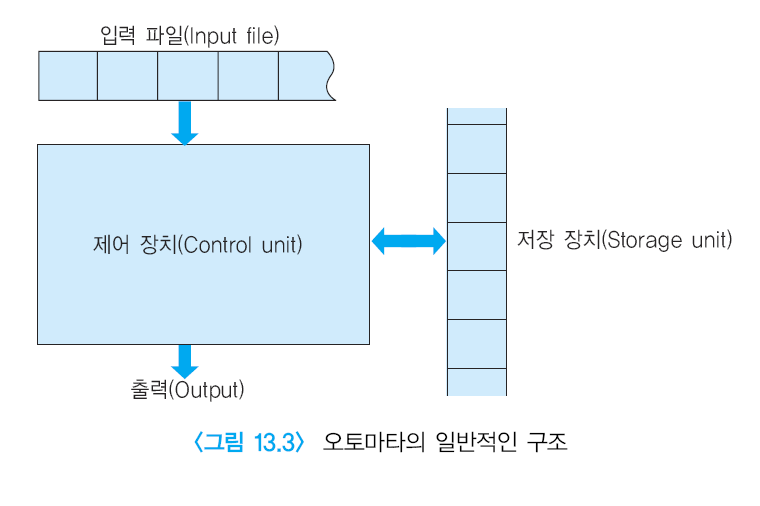 입력 파일(Input file)
제어 장치(Control unit)
저장 장치(Storage unit)
출력(Output)
〈그림 13.3〉 오토마타의 일반적인 구조